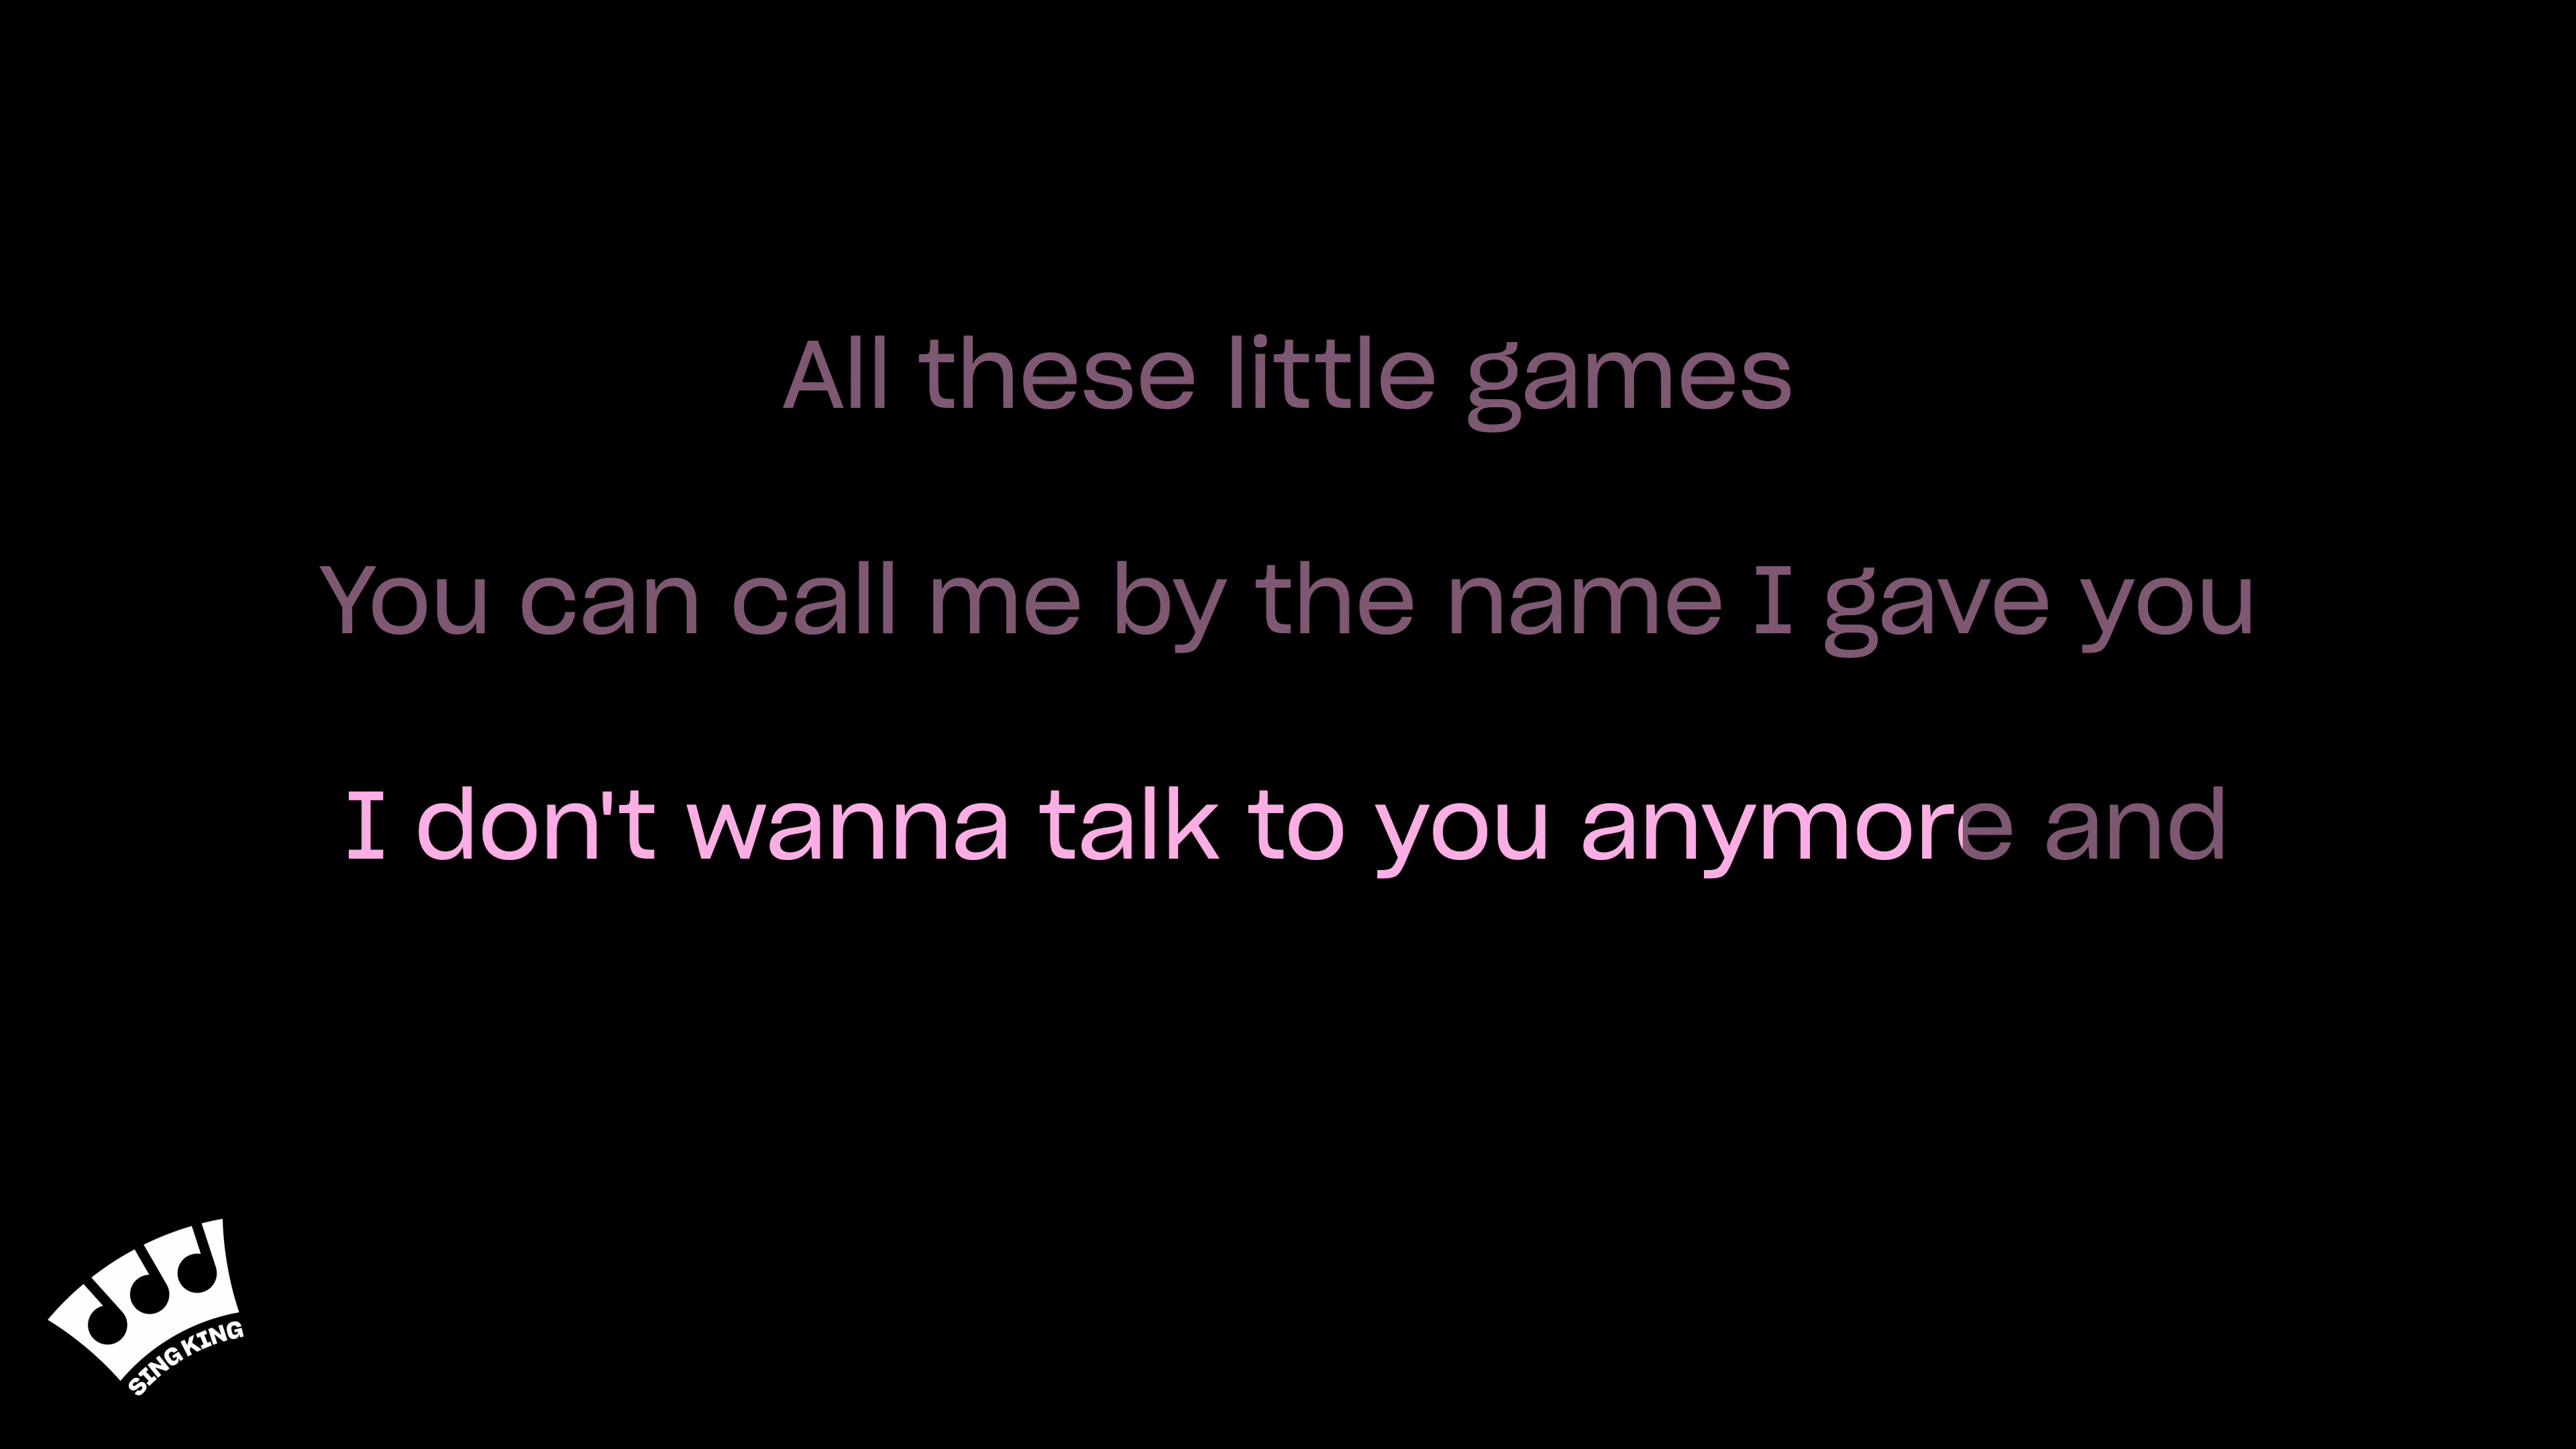 All these little games
You can call me by the name I gave you
I don't wanna talk to you anymore and
SING KING